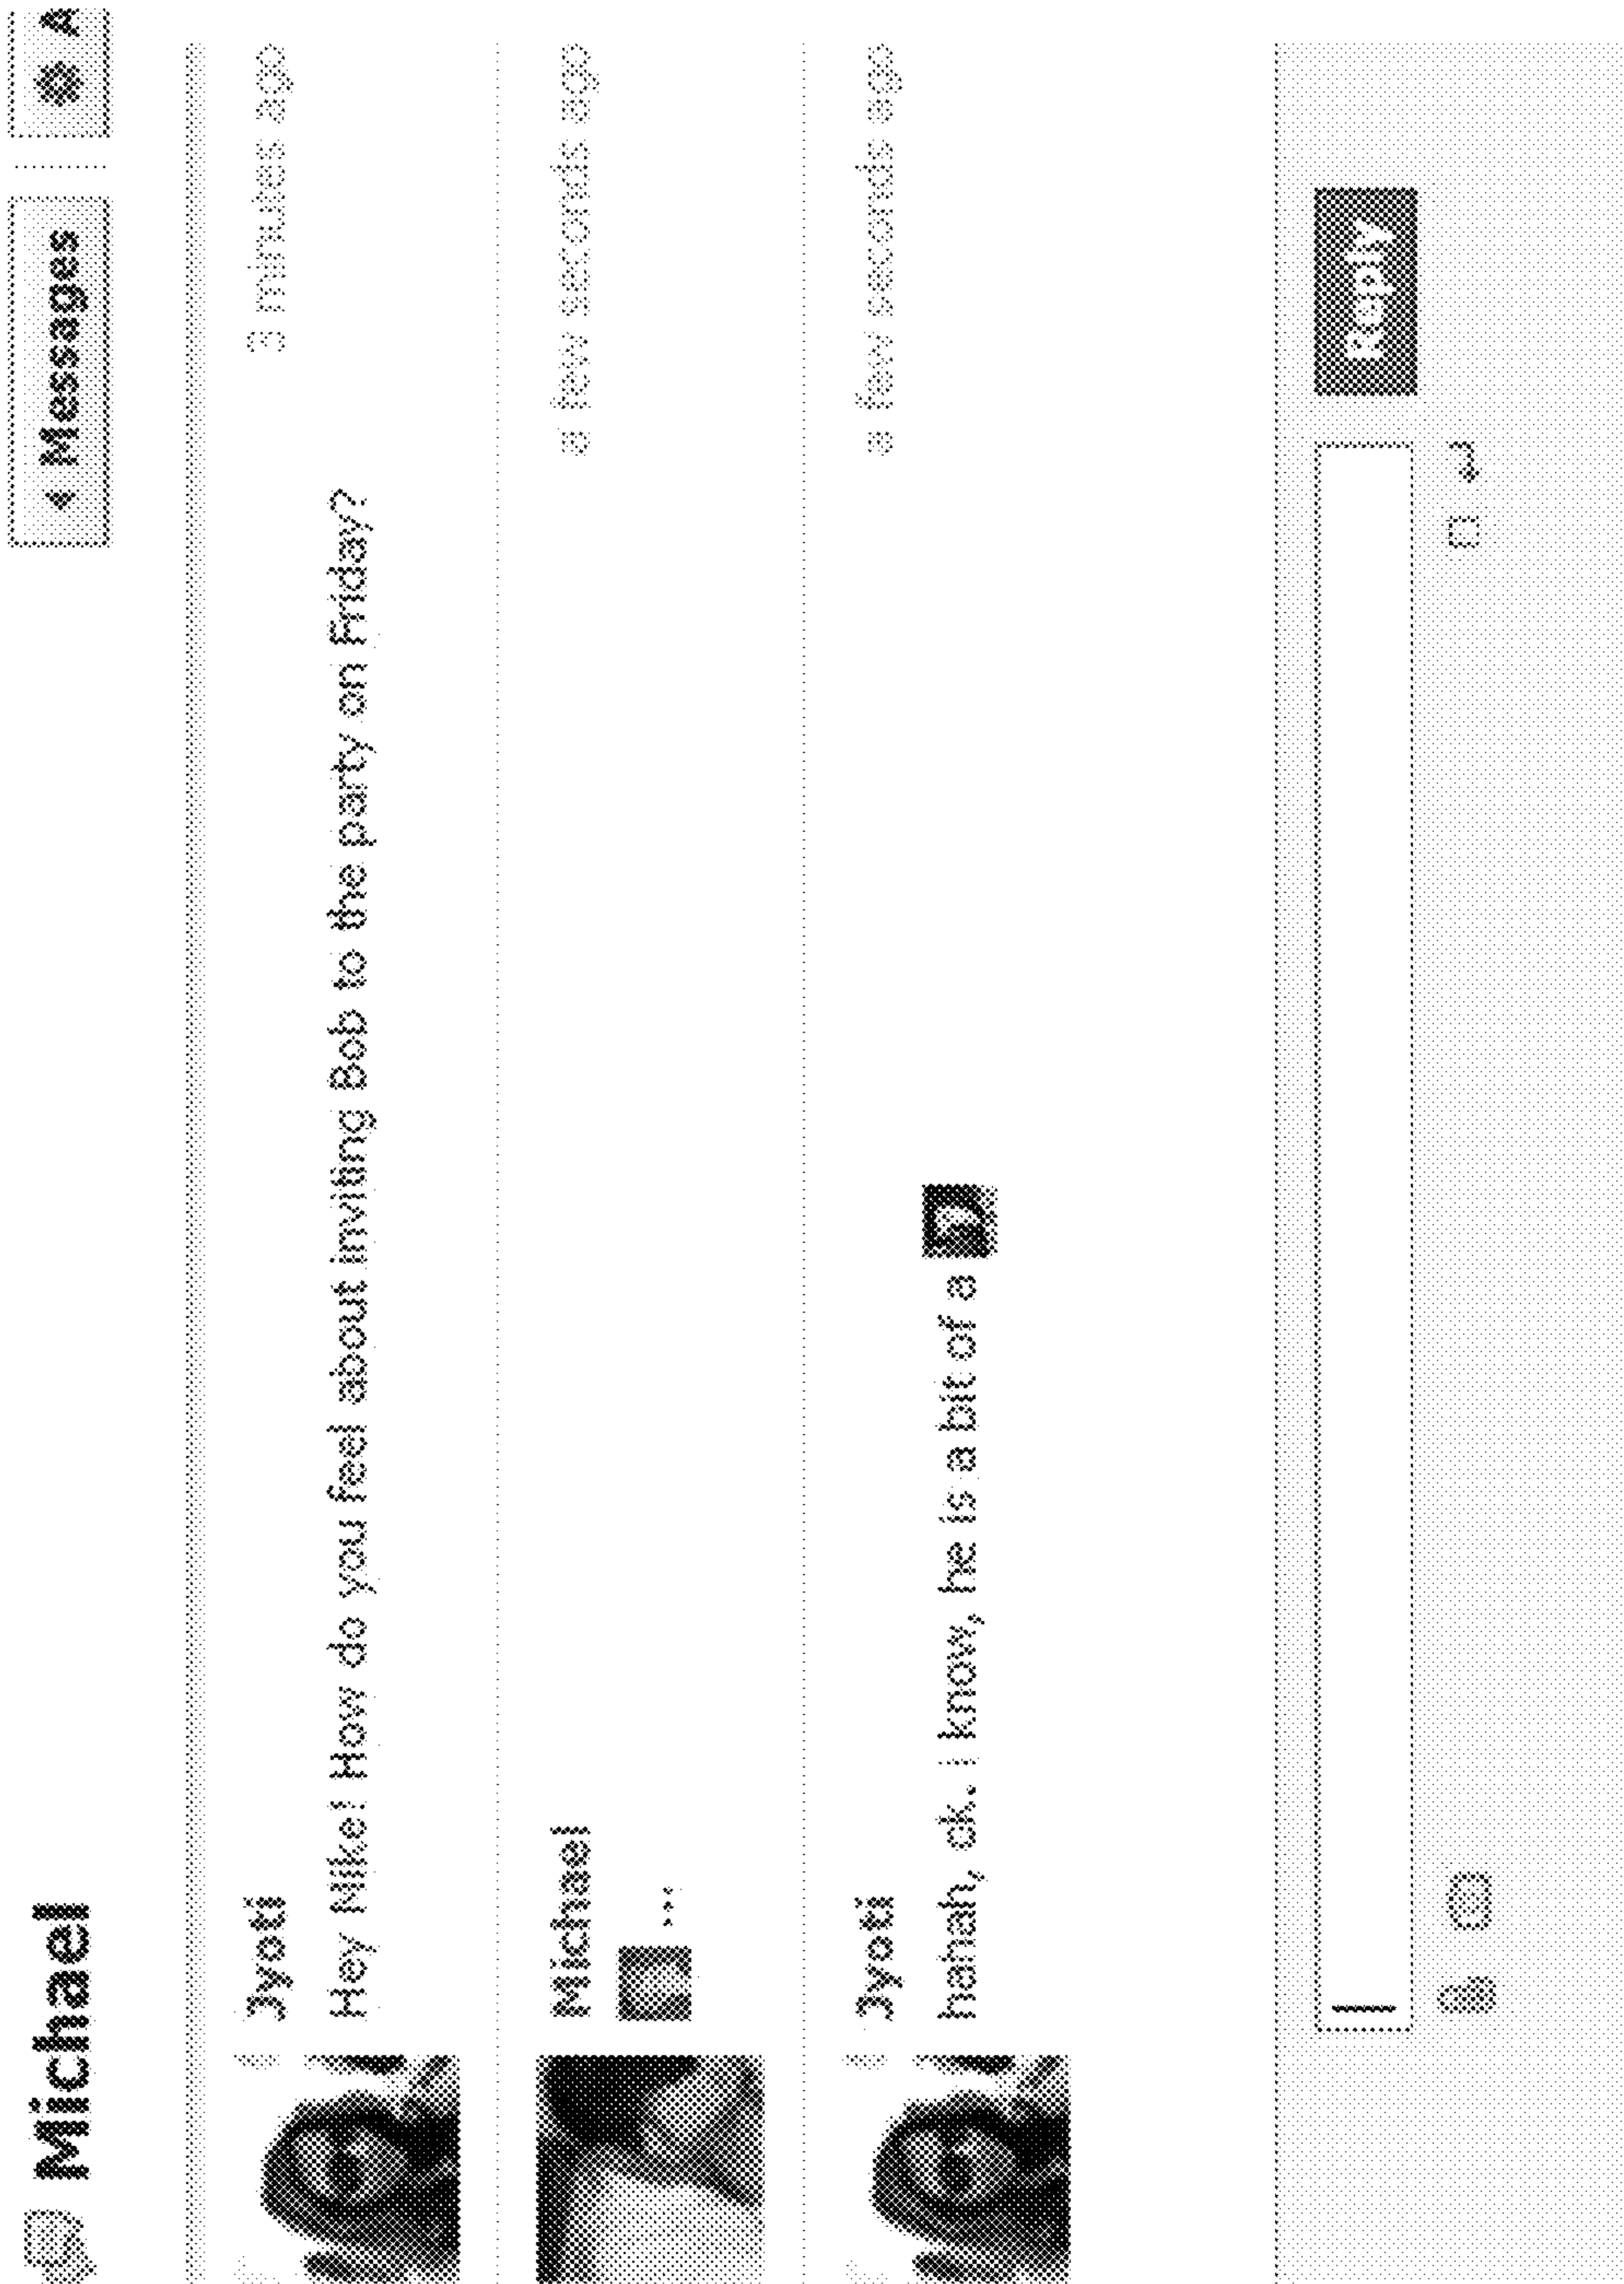 Michael
◂ Messages
A
Jyoti
3 minutes ago
Hey Mike! How do you feel about inviting Bob to the party on Friday?
Michael
a few seconds ago
...
Jyoti
a few seconds ago
hahah, ok.. i know, he is a bit of a
Reply